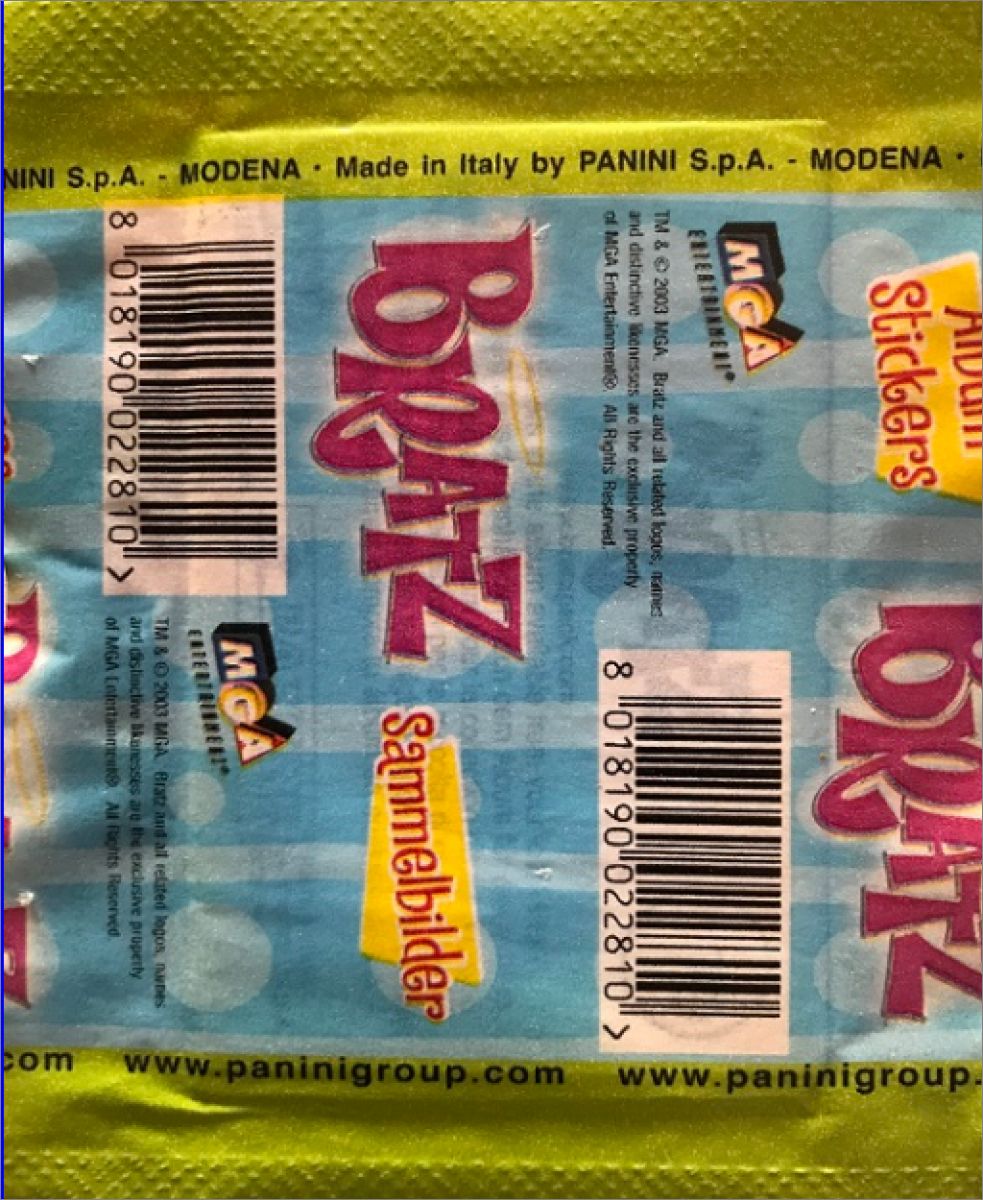 NINI S.p.A. - MODENA · Made in Italy by PANINI S.p.A. - MODENA ·
Album
Stickers
BRATZ
MGA
ENTERTAINMENT®
TM & © 2003 MGA. Bratz and all related logos, names
and distinctive likenesses are the exclusive property
of MGA Entertainment®. All Rights Reserved.
8 018190 022810 >
BRATZ
Sammelbilder
8 018190 022810 >
MGA
ENTERTAINMENT®
TM & © 2003 MGA. Bratz and all related logos, names
and distinctive likenesses are the exclusive property
of MGA Entertainment®. All Rights Reserved
com www.paninigroup.com www.paninigroup.